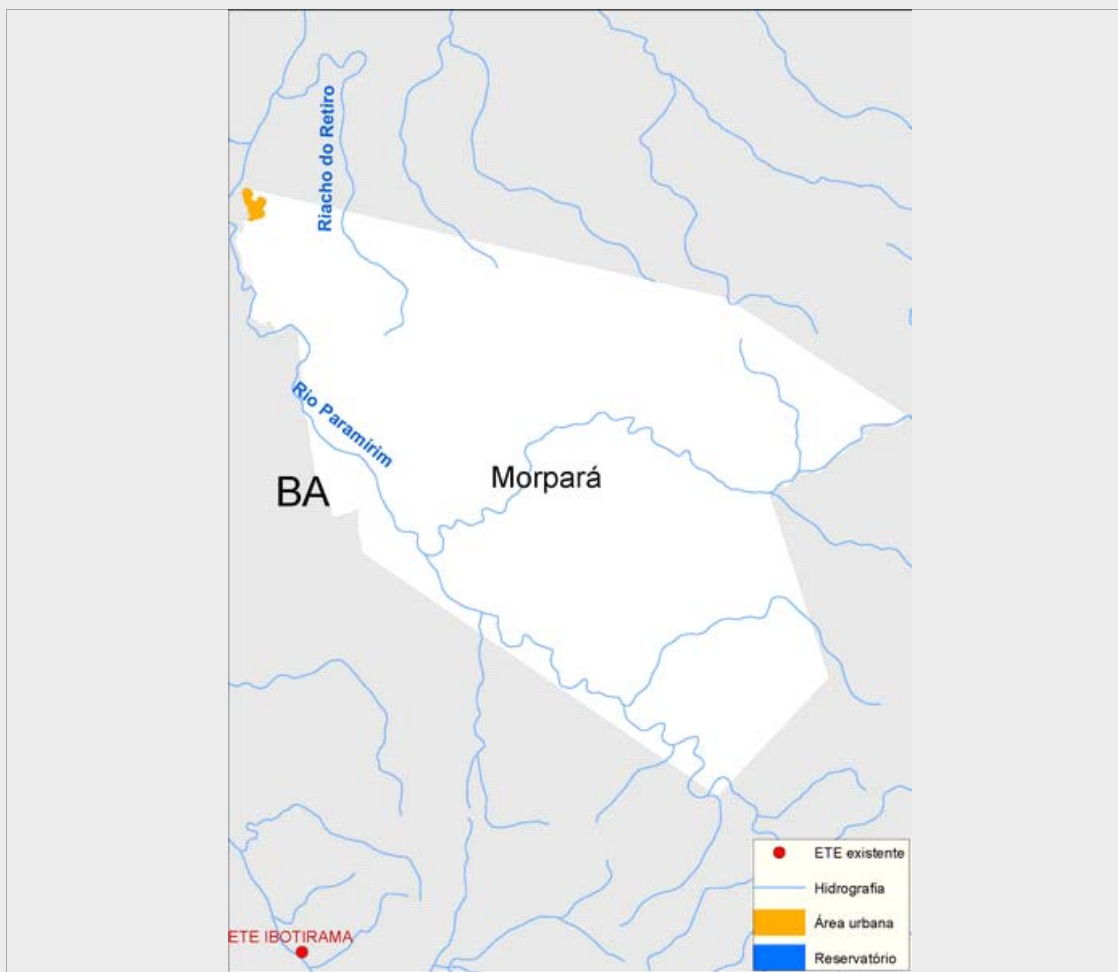 Riacho do Retiro
Rio Paramirim
Morpará
BA
ETE existente
Hidrografia
Área urbana
Reservatório
ETE IBOTIRAMA